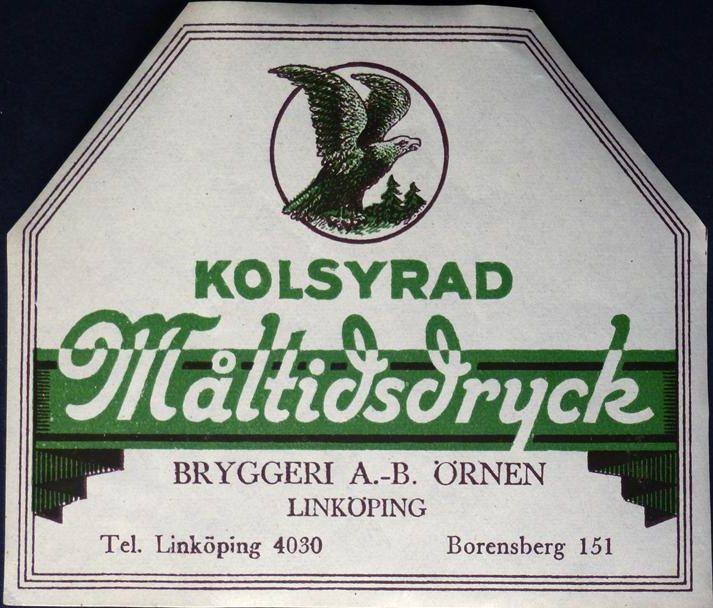 KOLSYRAD
Måltidsdryck
BRYGGERI A.-B. ÖRNEN
LINKÖPING
Tel. Linköping 4030 Borensberg 151